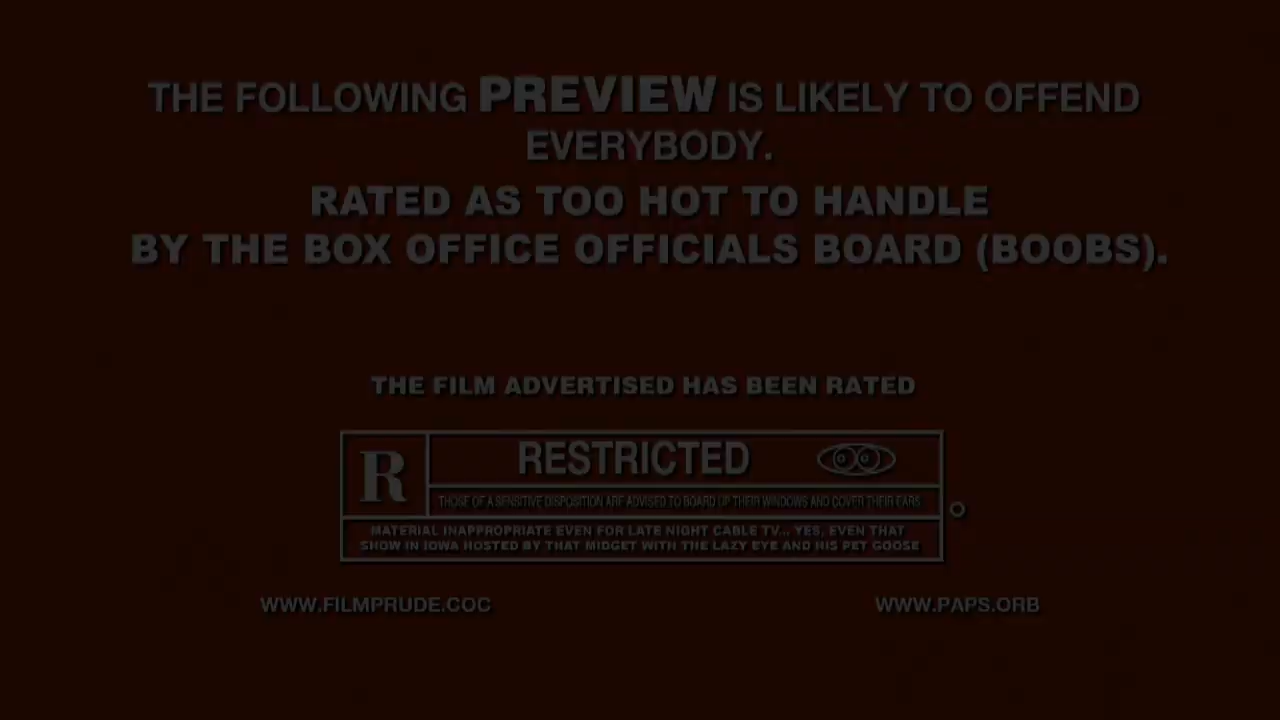 THE FOLLOWING PREVIEW IS LIKELY TO OFFEND
EVERYBODY.
RATED AS TOO HOT TO HANDLE
BY THE BOX OFFICE OFFICIALS BOARD (BOOBS).
THE FILM ADVERTISED HAS BEEN RATED
R
RESTRICTED
THOSE OF A SENSITIVE DISPOSITION ARE ADVISED TO BOARD UP THEIR WINDOWS AND COVER THEIR EARS
MATERIAL INAPPROPRIATE EVEN FOR LATE NIGHT CABLE TV... YES, EVEN THAT
SHOW IN IOWA HOSTED BY THAT MIDGET WITH THE LAZY EYE AND HIS PET GOOSE
WWW.FILMPRUDE.COC WWW.PAPS.ORB